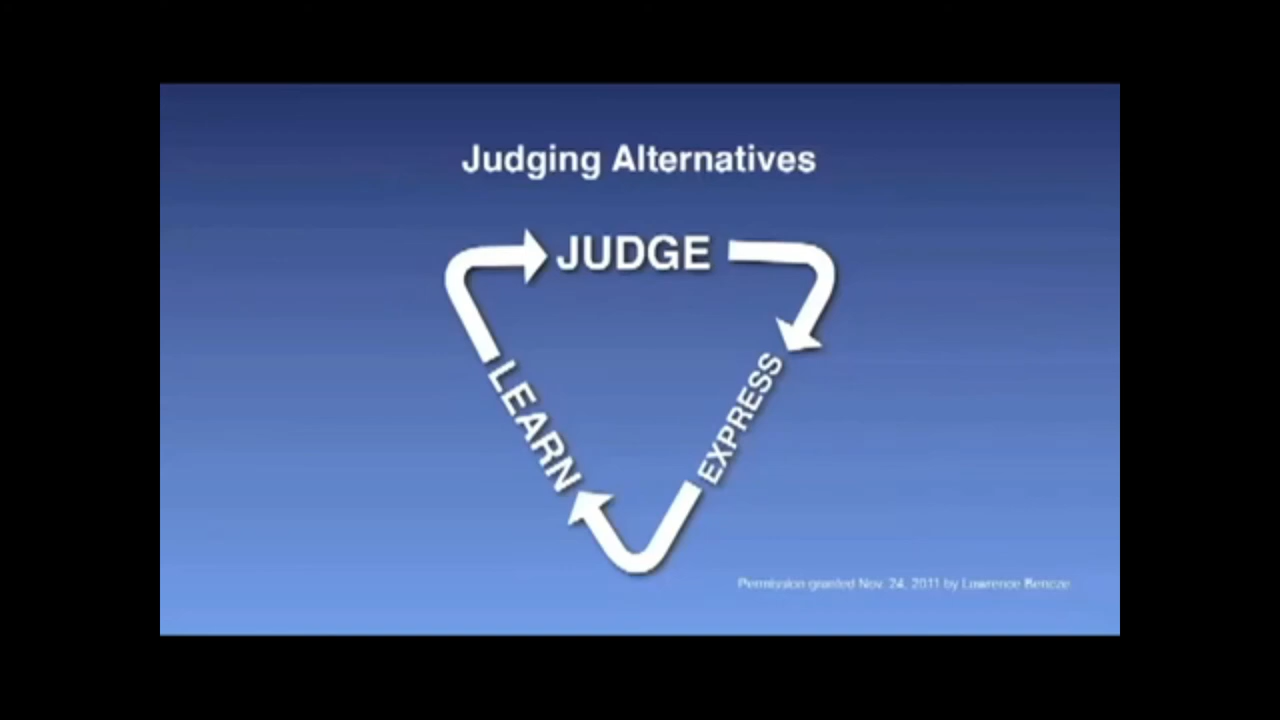 Judging Alternatives
JUDGE
EXPRESS
LEARN
Permission granted Nov. 24, 2011 by Lawrence Bencze